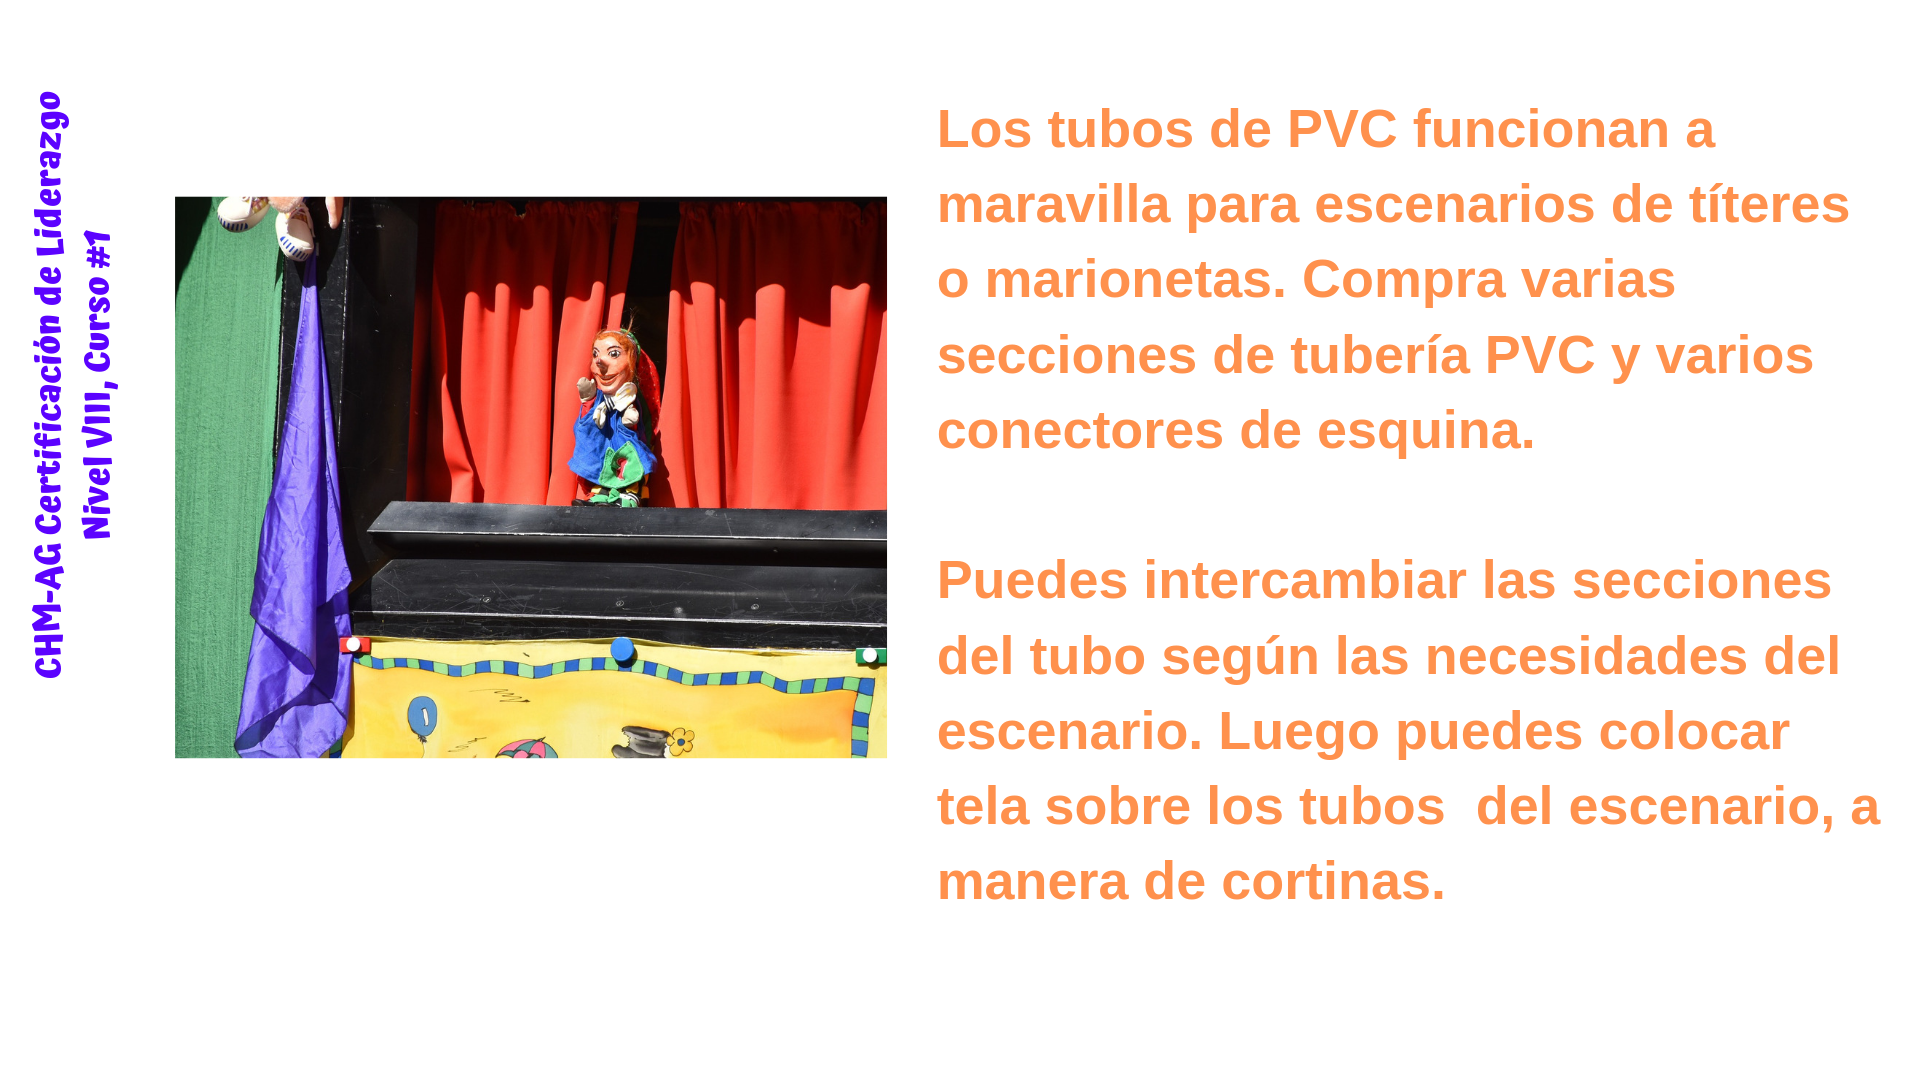 CHM-AG Certificación de Liderazgo
Nivel VIII, Curso #1
Los tubos de PVC funcionan a
maravilla para escenarios de títeres
o marionetas. Compra varias
secciones de tubería PVC y varios
conectores de esquina.
Puedes intercambiar las secciones
del tubo según las necesidades del
escenario. Luego puedes colocar
tela sobre los tubos  del escenario, a
manera de cortinas.